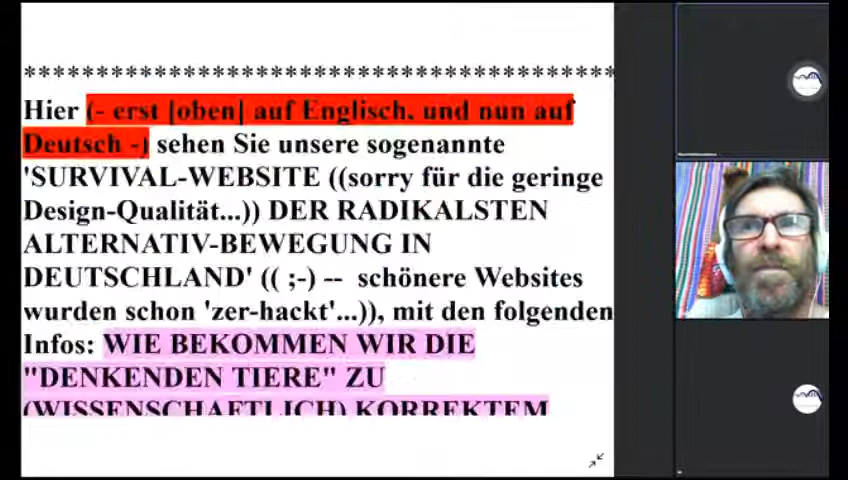 ******************************************
Hier (- erst [oben] auf Englisch, und nun auf
Deutsch -) sehen Sie unsere sogenannte
'SURVIVAL-WEBSITE ((sorry für die geringe
Design-Qualität...)) DER RADIKALSTEN
ALTERNATIV-BEWEGUNG IN
DEUTSCHLAND' (( ;-) -- schönere Websites
wurden schon 'zer-hackt'...)), mit den folgenden
Infos: WIE BEKOMMEN WIR DIE
"DENKENDEN TIERE" ZU
(WISSENSCHAFTLICH) KORREKTEM